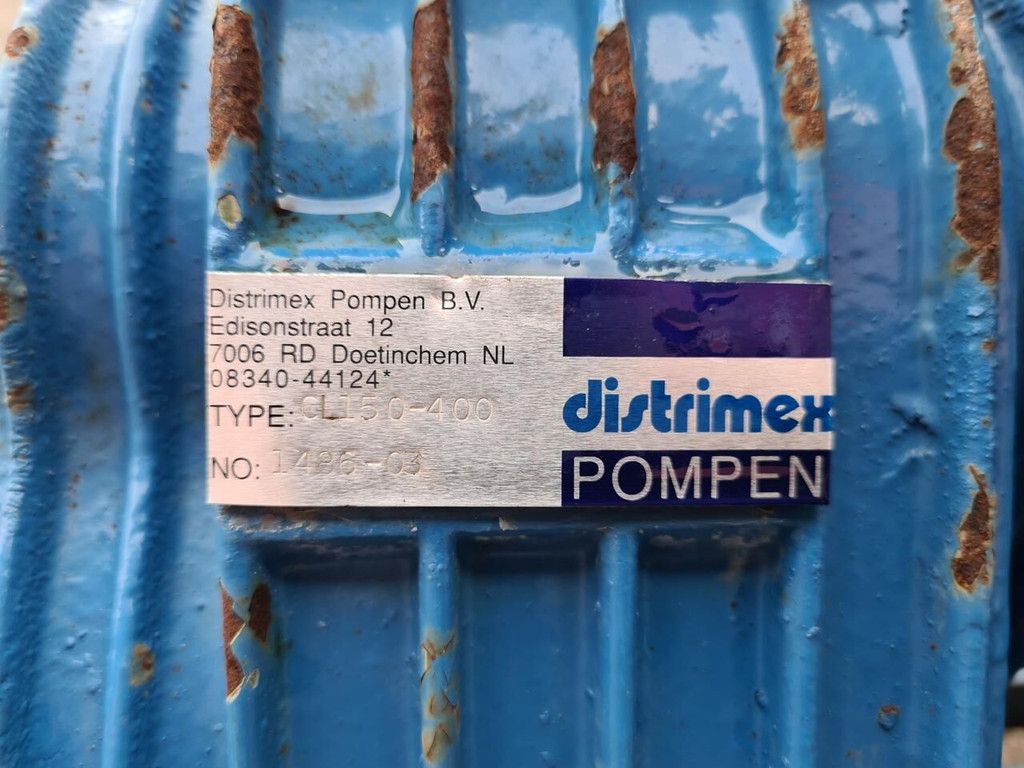 Distrimex Pompen B.V.
Edisonstraat 12
7006 RD Doetinchem NL
08340-44124*
TYPE: CL150-400
NO: 1486-03
distrimex
POMPEN